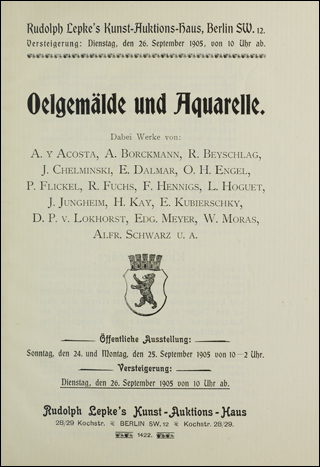 Rudolph Lepke's Kunst-Auktions-Haus, Berlin SW. 12.
Versteigerung: Dienstag, den 26. September 1905, von 10 Uhr ab.
Oelgemälde und Aquarelle.
Dabei Werke von:
A. Y ACOSTA, A. BORCKMANN, R. BEYSCHLAG,
J. CHELMINSKI, E. DALMAR, O. H. ENGEL,
P. FLICKEL, R. FUCHS, F. HENNIGS, L. HOGUET,
J. JUNGHEIM, H. KAY, E. KUBIERSCHKY,
D. P. V. LOKHORST, EDG. MEYER, W. MORAS,
ALFR. SCHWARZ U. A.
Öffentliche Ausstellung:
Sonntag, den 24. und Montag, den 25. September 1905 von 10—2 Uhr.
Versteigerung:
Dienstag, den 26. September 1905 von 10 Uhr ab.
Rudolph Lepke's Kunst-Auktions-Haus
28/29 Kochstr. BERLIN SW, 12 Kochstr. 28/29.
1422.